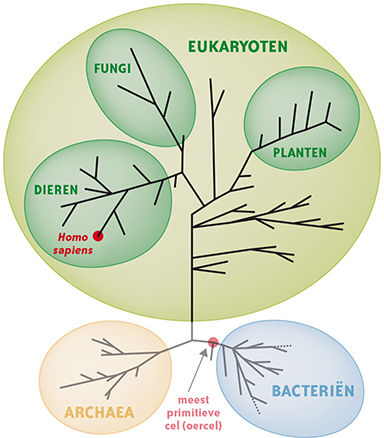 EUKARYOTEN
FUNGI
PLANTEN
DIEREN
Homo
sapiens
ARCHAEA
meest
primitieve
cel (oercel)
BACTERIËN